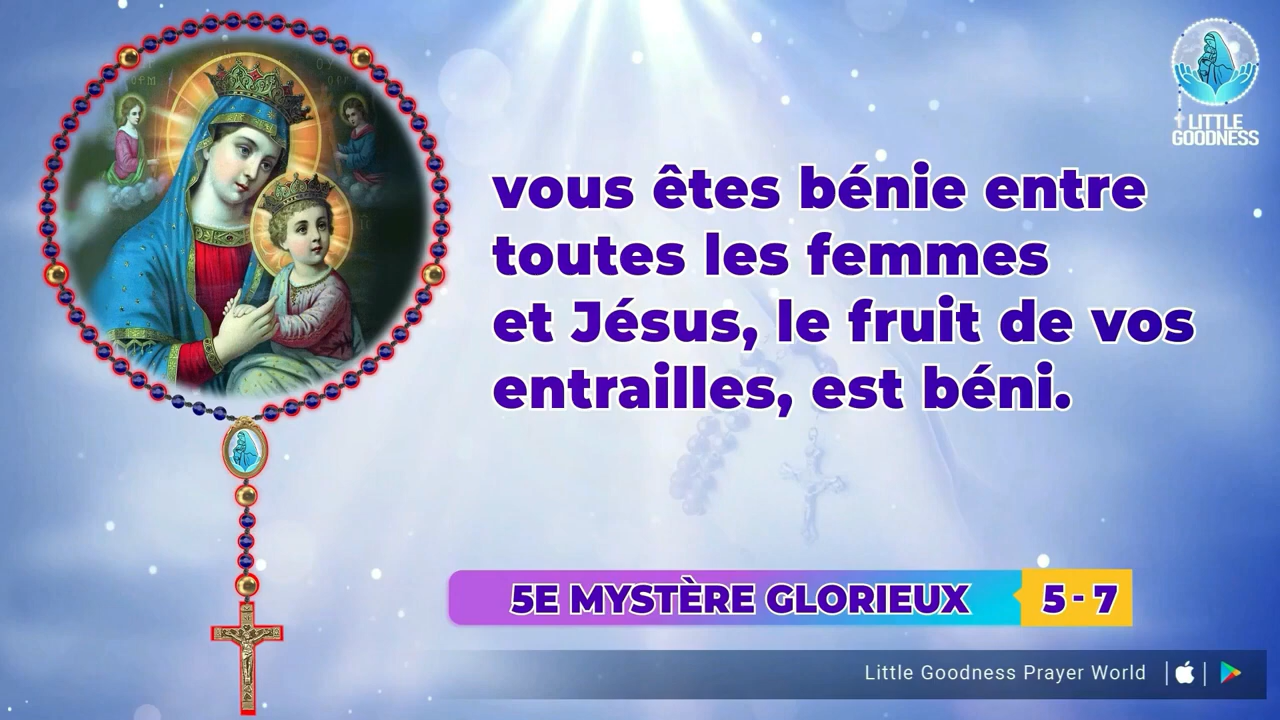 LITTLE
GOODNESS
vous êtes bénie entre
toutes les femmes
et Jésus, le fruit de vos
entrailles, est béni.
5E MYSTÈRE GLORIEUX
5 - 7
Little Goodness Prayer World